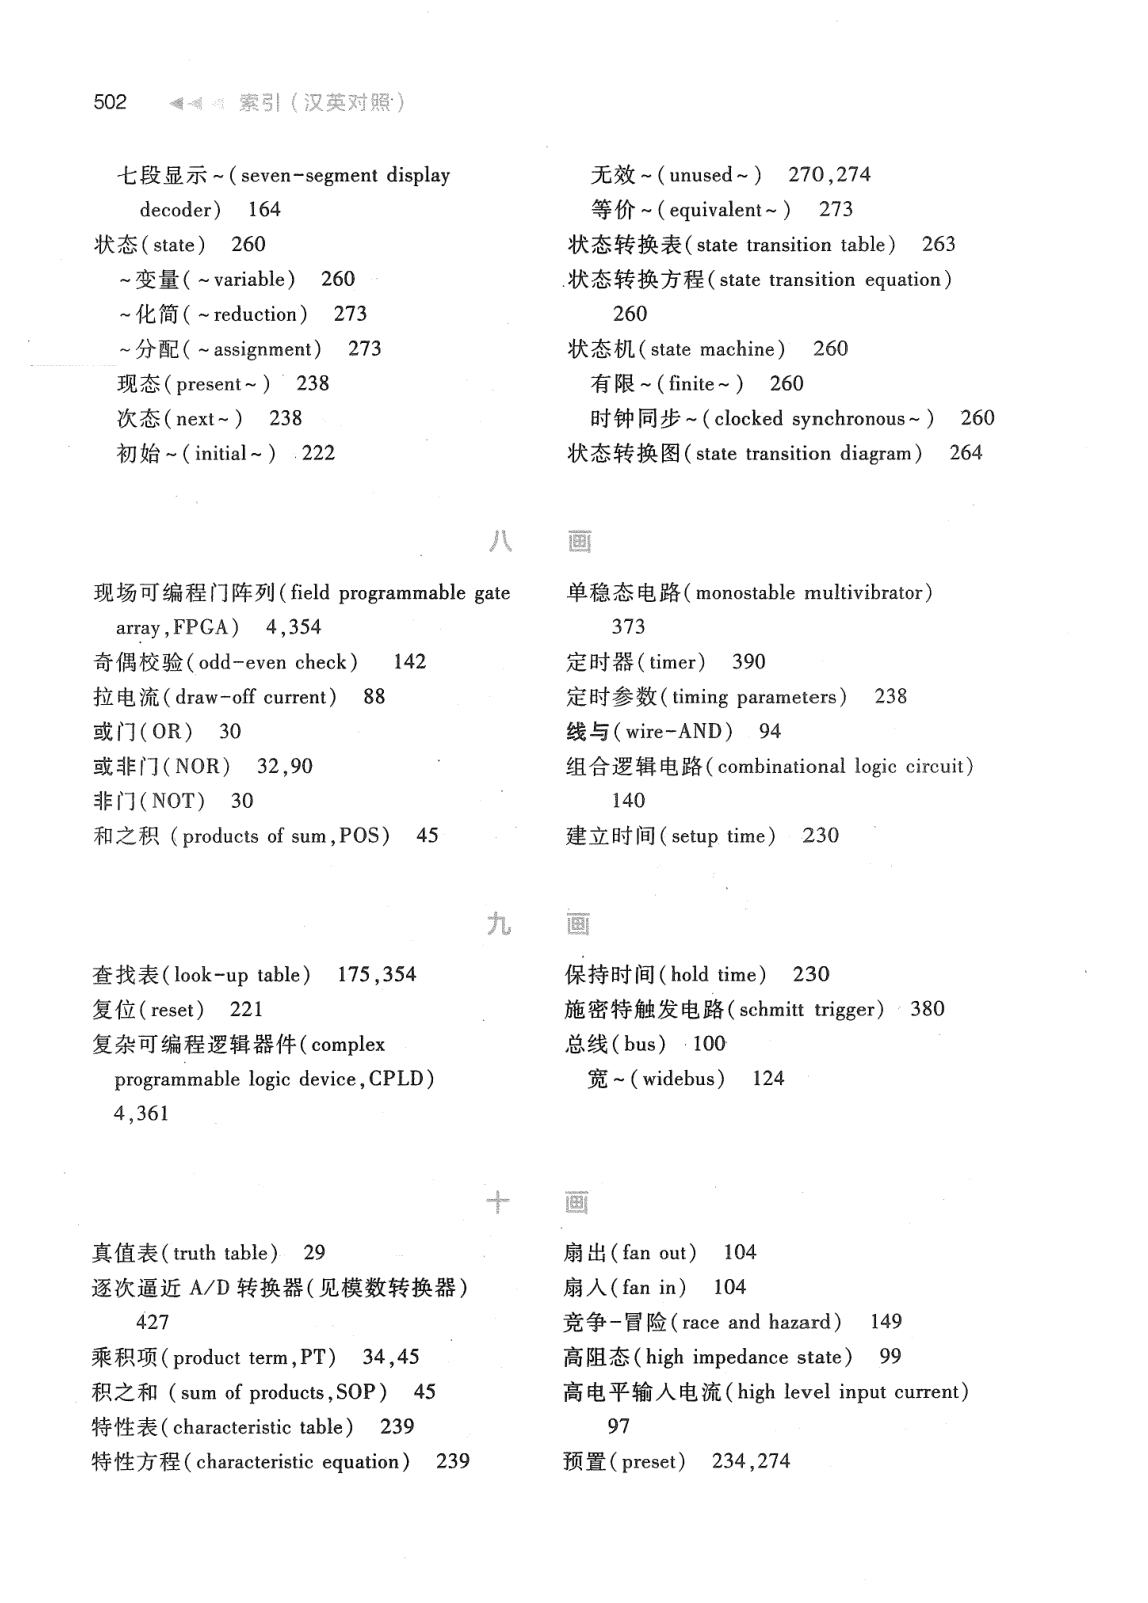 502 索引(汉英对照)
七段显示~(seven-segment display
decoder) 164
状态(state) 260
~变量(~variable) 260
~化简(~reduction) 273
~分配(~assignment) 273
现态(present~) 238
次态(next~) 238
初始~(initial~) 222
无效~(unused~) 270,274
等价~(equivalent~) 273
状态转换表(state transition table) 263
状态转换方程(state transition equation)
260
状态机(state machine) 260
有限~(finite~) 260
时钟同步~(clocked synchronous~) 260
状态转换图(state transition diagram) 264
八 画
现场可编程门阵列(field programmable gate
array,FPGA) 4,354
奇偶校验(odd-even check) 142
拉电流(draw-off current) 88
或门(OR) 30
或非门(NOR) 32,90
非门(NOT) 30
和之积 (products of sum,POS) 45
单稳态电路(monostable multivibrator)
373
定时器(timer) 390
定时参数(timing parameters) 238
线与(wire-AND) 94
组合逻辑电路(combinational logic circuit)
140
建立时间(setup time) 230
九 画
查找表(look-up table) 175,354
复位(reset) 221
复杂可编程逻辑器件(complex
programmable logic device,CPLD)
4,361
保持时间(hold time) 230
施密特触发电路(schmitt trigger) 380
总线(bus) 100
宽~(widebus) 124
十 画
真值表(truth table) 29
逐次逼近 A/D 转换器(见模数转换器)
427
乘积项(product term,PT) 34,45
积之和 (sum of products,SOP) 45
特性表(characteristic table) 239
特性方程(characteristic equation) 239
扇出(fan out) 104
扇入(fan in) 104
竞争-冒险(race and hazard) 149
高阻态(high impedance state) 99
高电平输入电流(high level input current)
97
预置(preset) 234,274